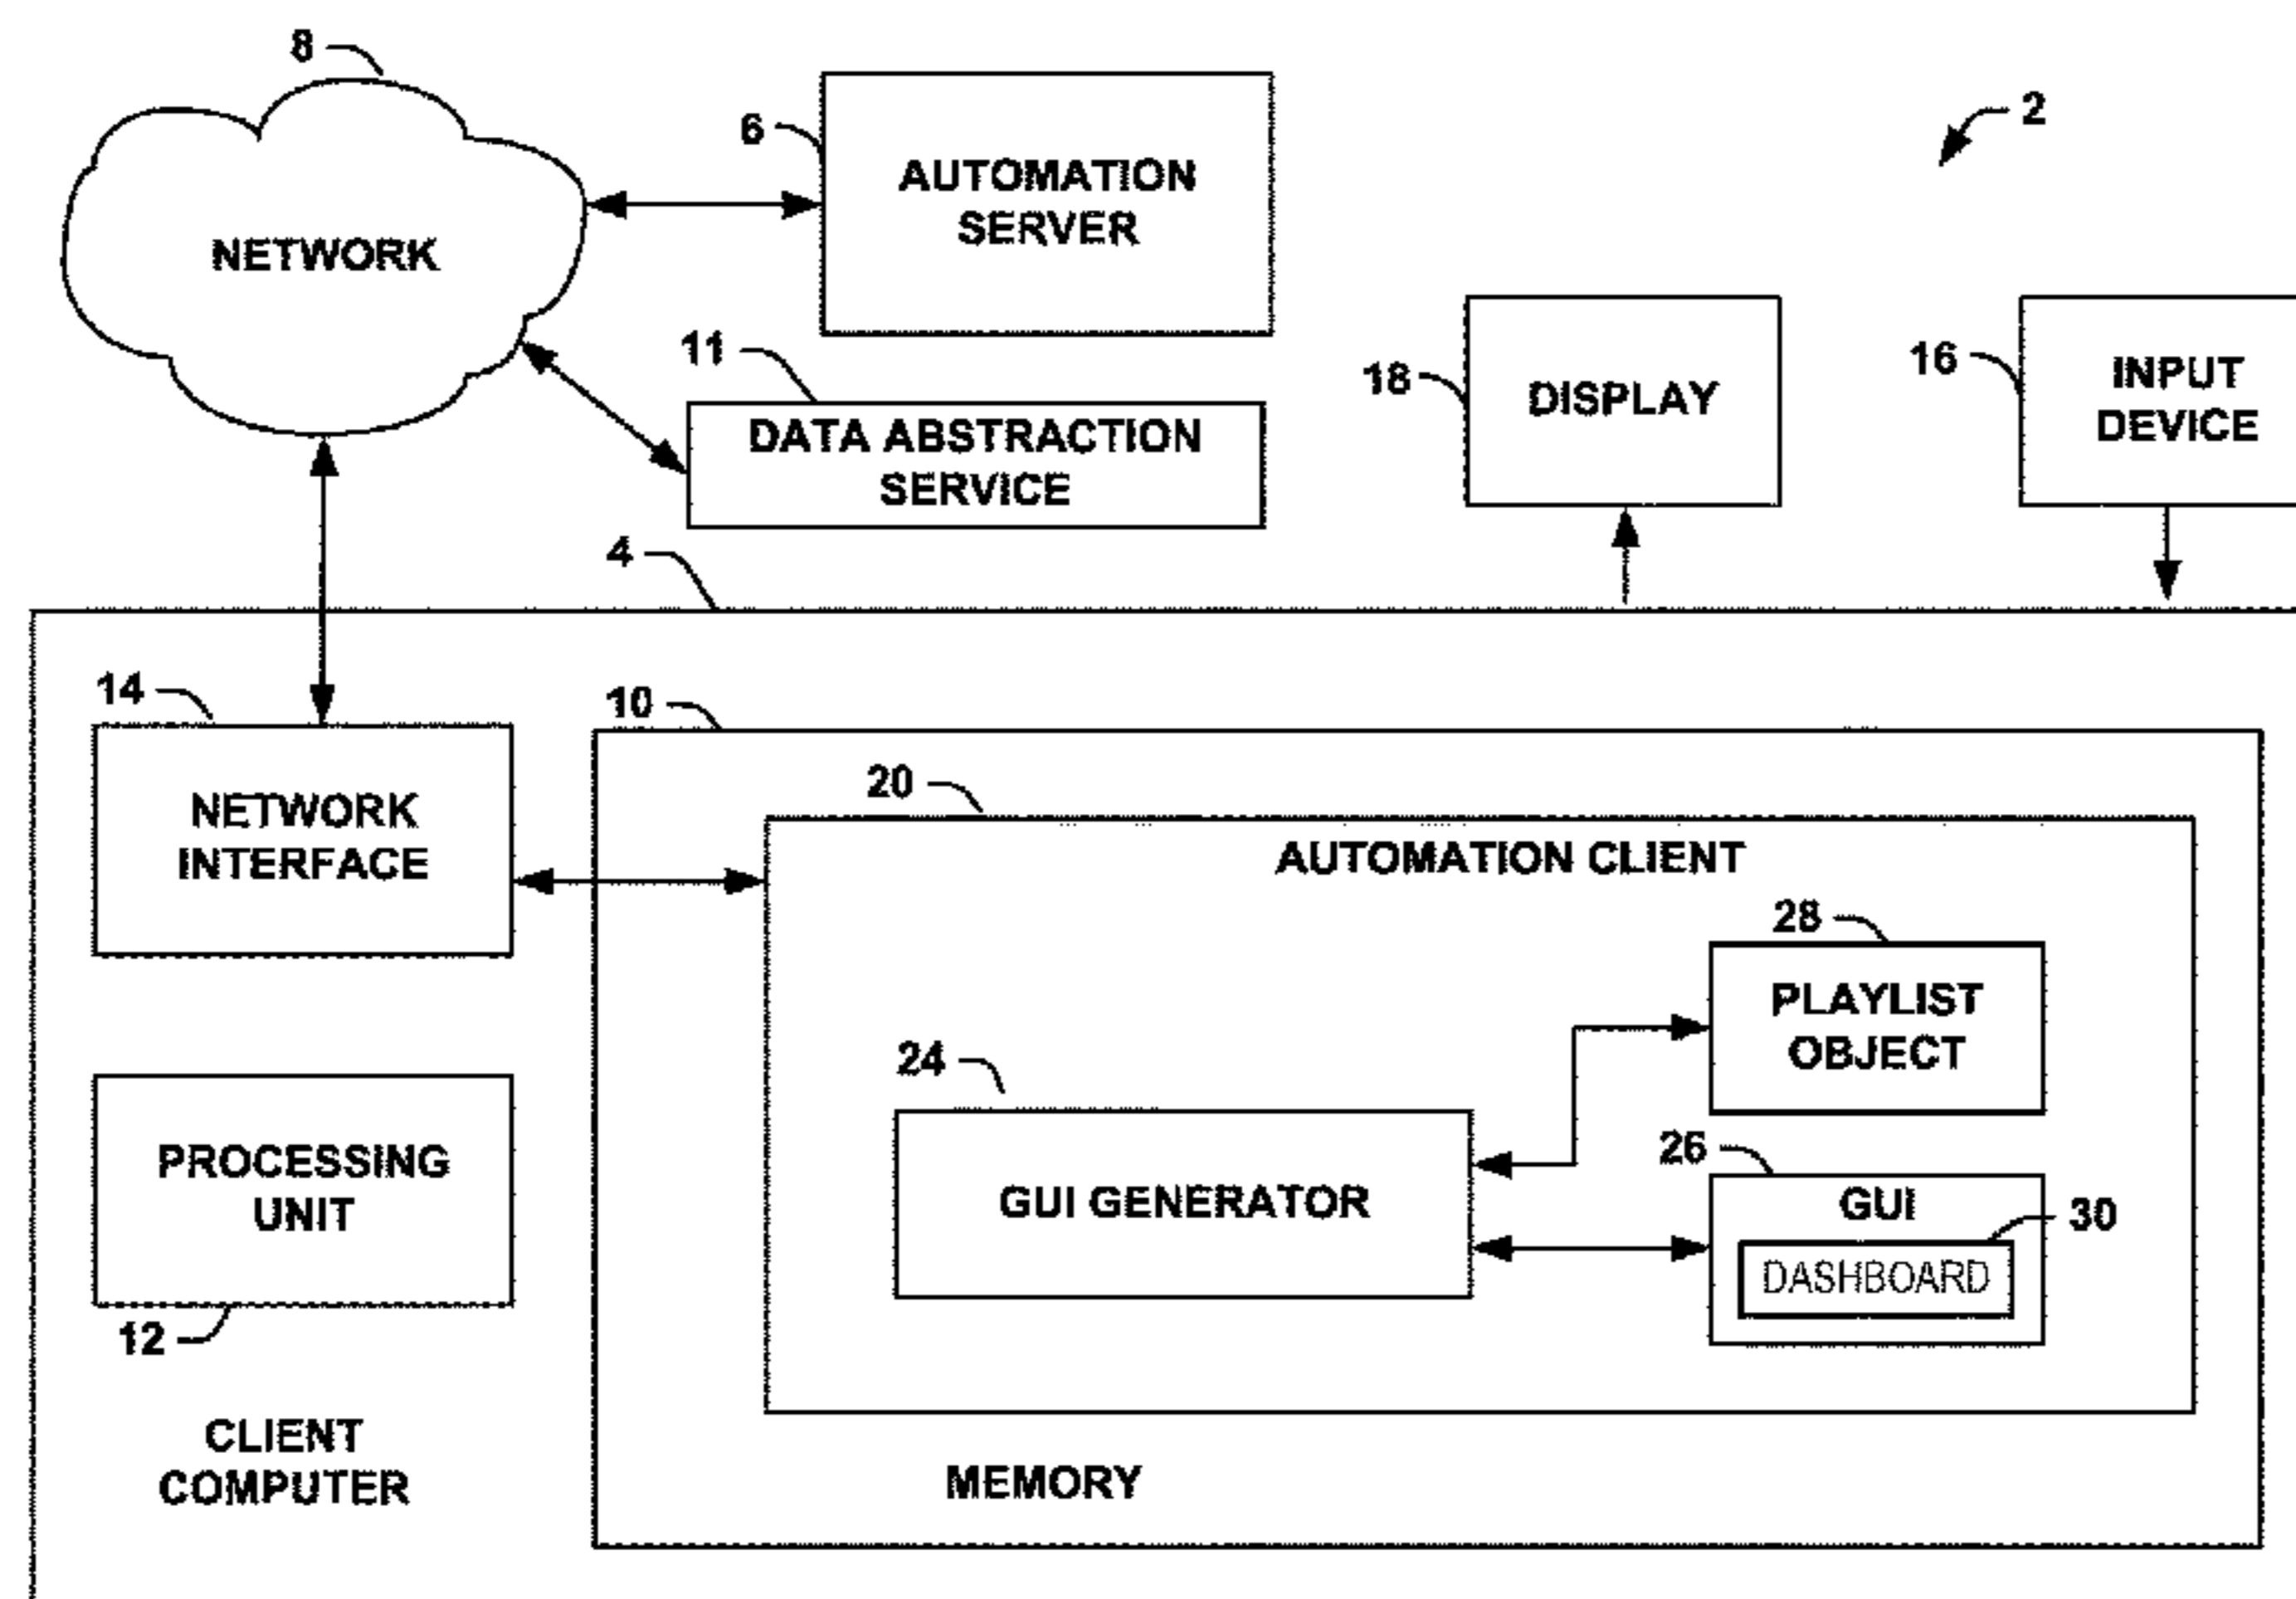 8
6
2
AUTOMATION
SERVER
NETWORK
11
18
DISPLAY
16
INPUT
DEVICE
DATA ABSTRACTION
SERVICE
4
14
10
NETWORK
INTERFACE
20
AUTOMATION CLIENT
28
PLAYLIST
OBJECT
24
GUI GENERATOR
26
GUI
30
DASHBOARD
PROCESSING
UNIT
12
CLIENT
COMPUTER
MEMORY